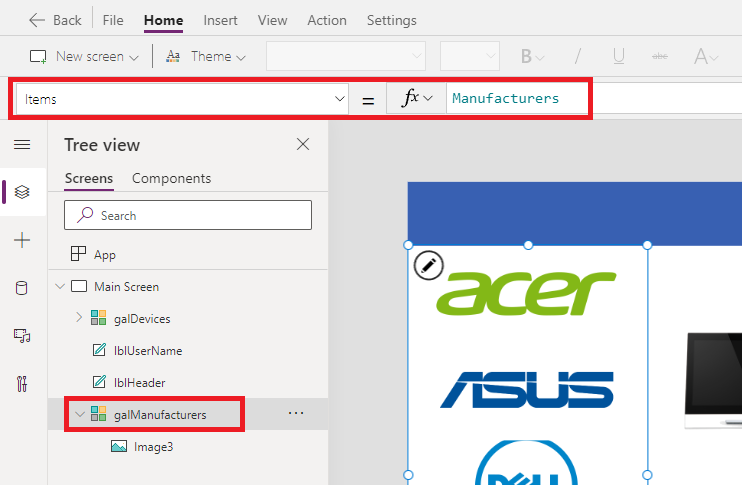 Back File Home Insert View Action Settings
New screen Theme B / U abc A
Items = fx Manufacturers
Tree view
Screens Components
Search
App
Main Screen
galDevices
lblUserName
lblHeader
galManufacturers ...
Image3
acer
ASUS
DELL